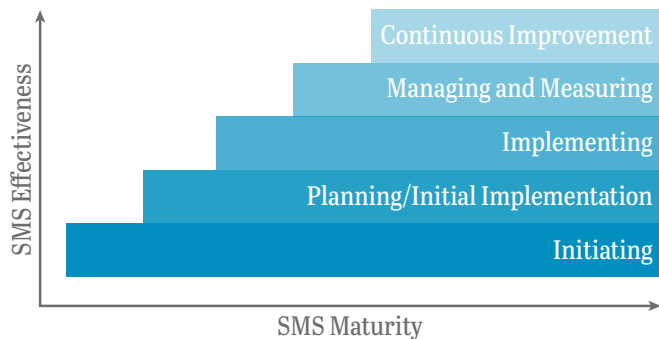 Continuous Improvement
Managing and Measuring
Implementing
Planning/Initial Implementation
Initiating
SMS Effectiveness
SMS Maturity